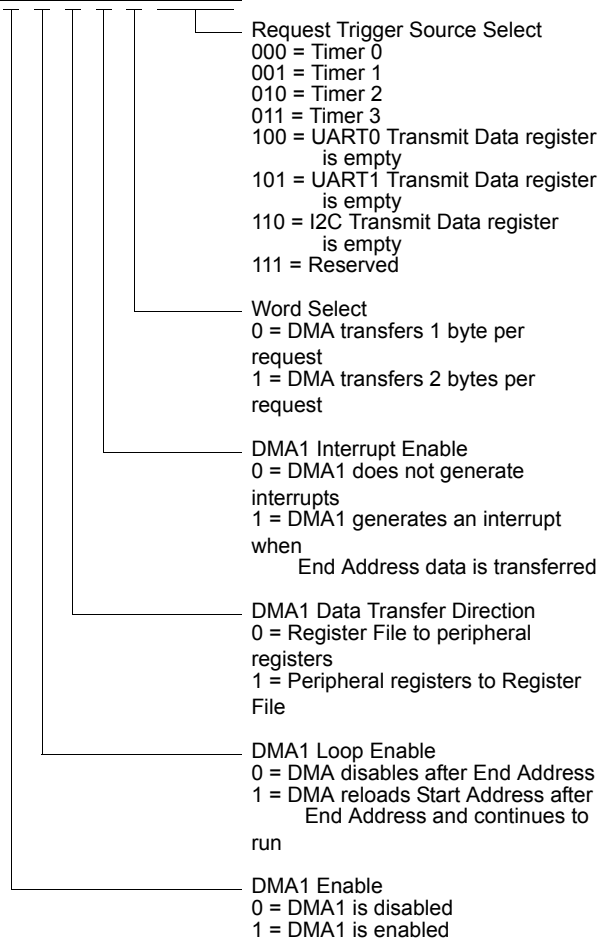 Request Trigger Source Select
000 = Timer 0
001 = Timer 1
010 = Timer 2
011 = Timer 3
100 = UART0 Transmit Data register
is empty
101 = UART1 Transmit Data register
is empty
110 = I2C Transmit Data register
is empty
111 = Reserved
Word Select
0 = DMA transfers 1 byte per
request
1 = DMA transfers 2 bytes per
request
DMA1 Interrupt Enable
0 = DMA1 does not generate
interrupts
1 = DMA1 generates an interrupt
when
End Address data is transferred
DMA1 Data Transfer Direction
0 = Register File to peripheral
registers
1 = Peripheral registers to Register
File
DMA1 Loop Enable
0 = DMA disables after End Address
1 = DMA reloads Start Address after
End Address and continues to
run
DMA1 Enable
0 = DMA1 is disabled
1 = DMA1 is enabled